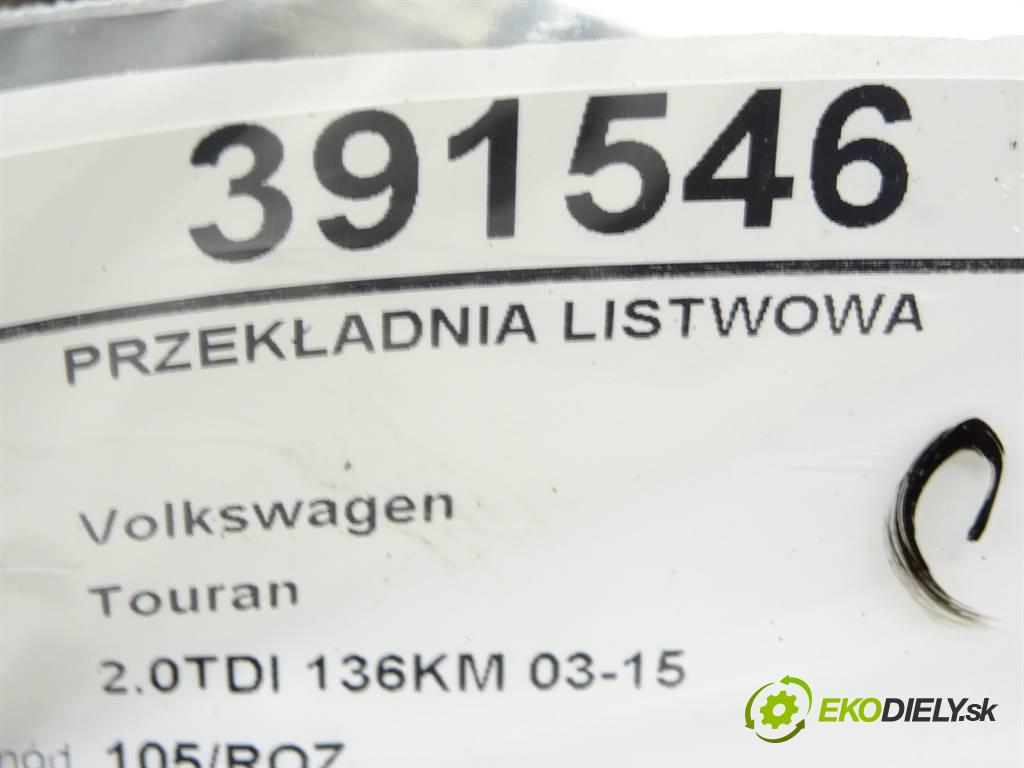 391546
PRZEKŁADNIA LISTWOWA
Volkswagen
Touran
2.0TDI 136KM 03-15
105/ROZ
EKODIELY.sk